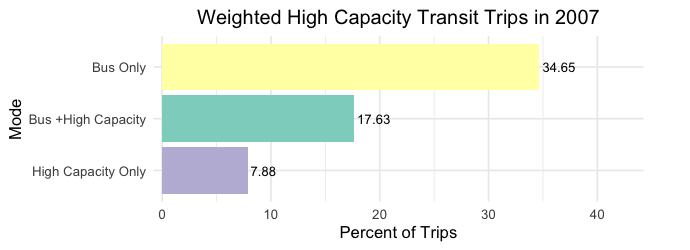 Weighted High Capacity Transit Trips in 2007
Mode
Bus Only
34.65
Bus +High Capacity
17.63
High Capacity Only
7.88
0 10 20 30 40
Percent of Trips